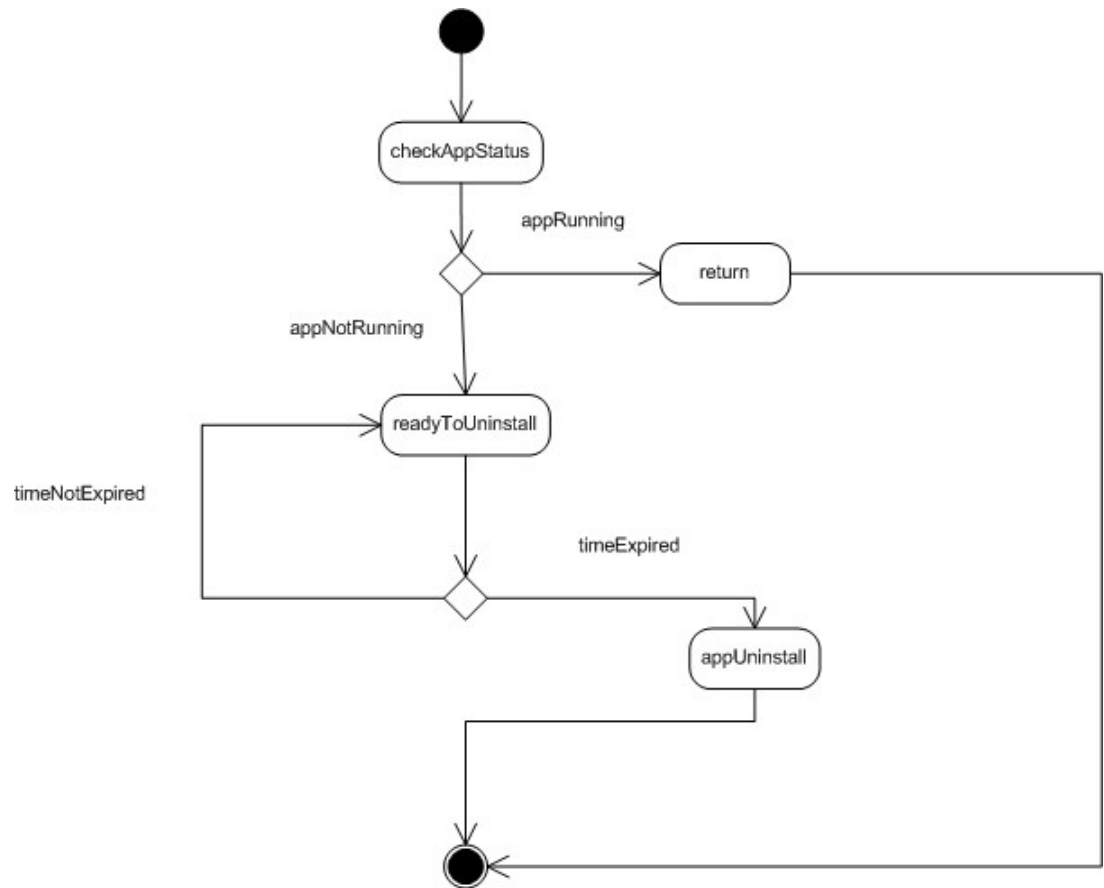 checkAppStatus
appRunning
return
appNotRunning
readyToUninstall
timeNotExpired
timeExpired
appUninstall